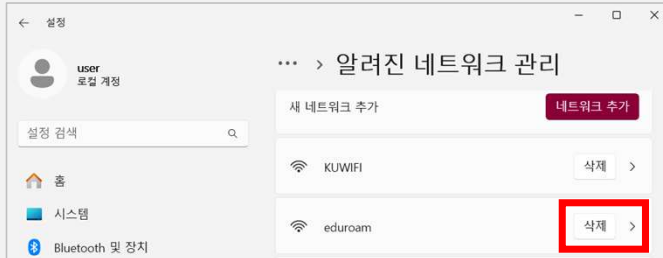 ← 설정
user
로컬 계정
설정 검색
홈
시스템
Bluetooth 및 장치
··· > 알려진 네트워크 관리
새 네트워크 추가
네트워크 추가
KUWIFI
삭제
eduroam
삭제